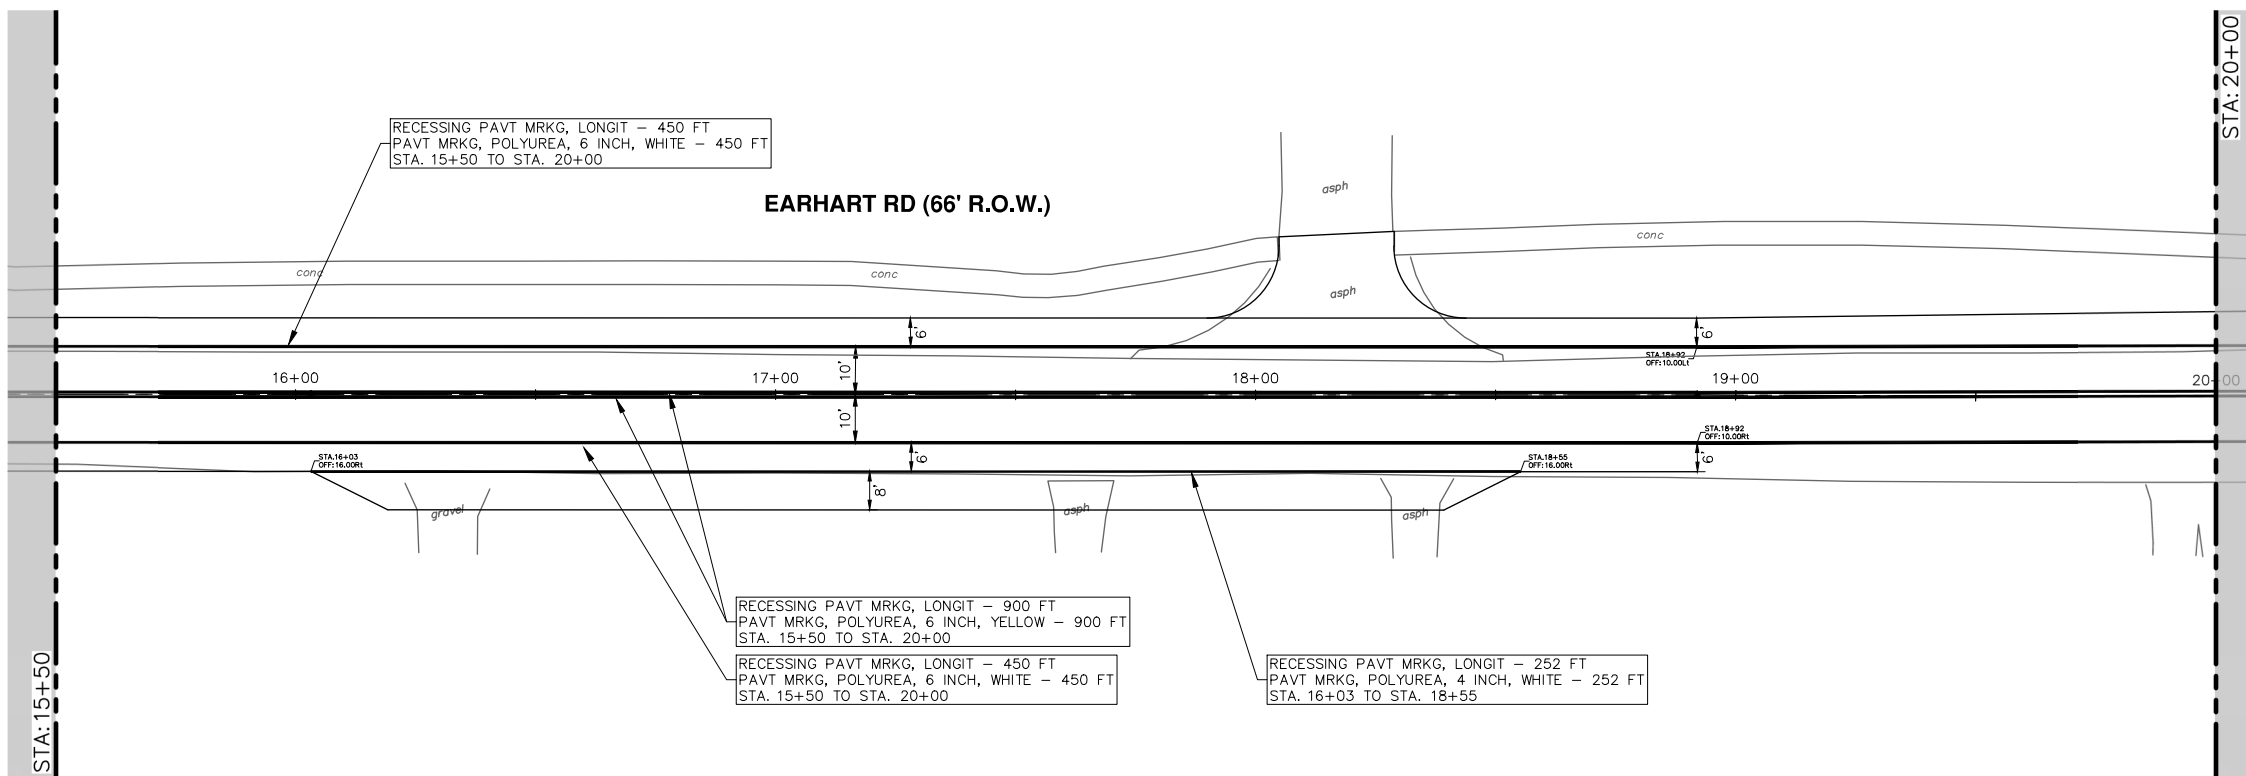 STA: 20+00
RECESSING PAVT MRKG, LONGIT – 450 FT
PAVT MRKG, POLYUREA, 6 INCH, WHITE – 450 FT
STA. 15+50 TO STA. 20+00
EARHART RD (66' R.O.W.)
asph
conc
conc
conc
asph
6'
6'
STA.18+92
OFF:10.00Lt
10'
16+00
17+00
18+00
19+00
20+00
10'
STA.18+92
OFF:10.00Rt
6'
6'
STA.16+03
OFF:16.00Rt
STA.18+55
OFF:16.00Rt
8'
gravel
asph
asph
RECESSING PAVT MRKG, LONGIT – 900 FT
PAVT MRKG, POLYUREA, 6 INCH, YELLOW – 900 FT
STA. 15+50 TO STA. 20+00
RECESSING PAVT MRKG, LONGIT – 450 FT
PAVT MRKG, POLYUREA, 6 INCH, WHITE – 450 FT
STA. 15+50 TO STA. 20+00
RECESSING PAVT MRKG, LONGIT – 252 FT
PAVT MRKG, POLYUREA, 4 INCH, WHITE – 252 FT
STA. 16+03 TO STA. 18+55
STA:15+50